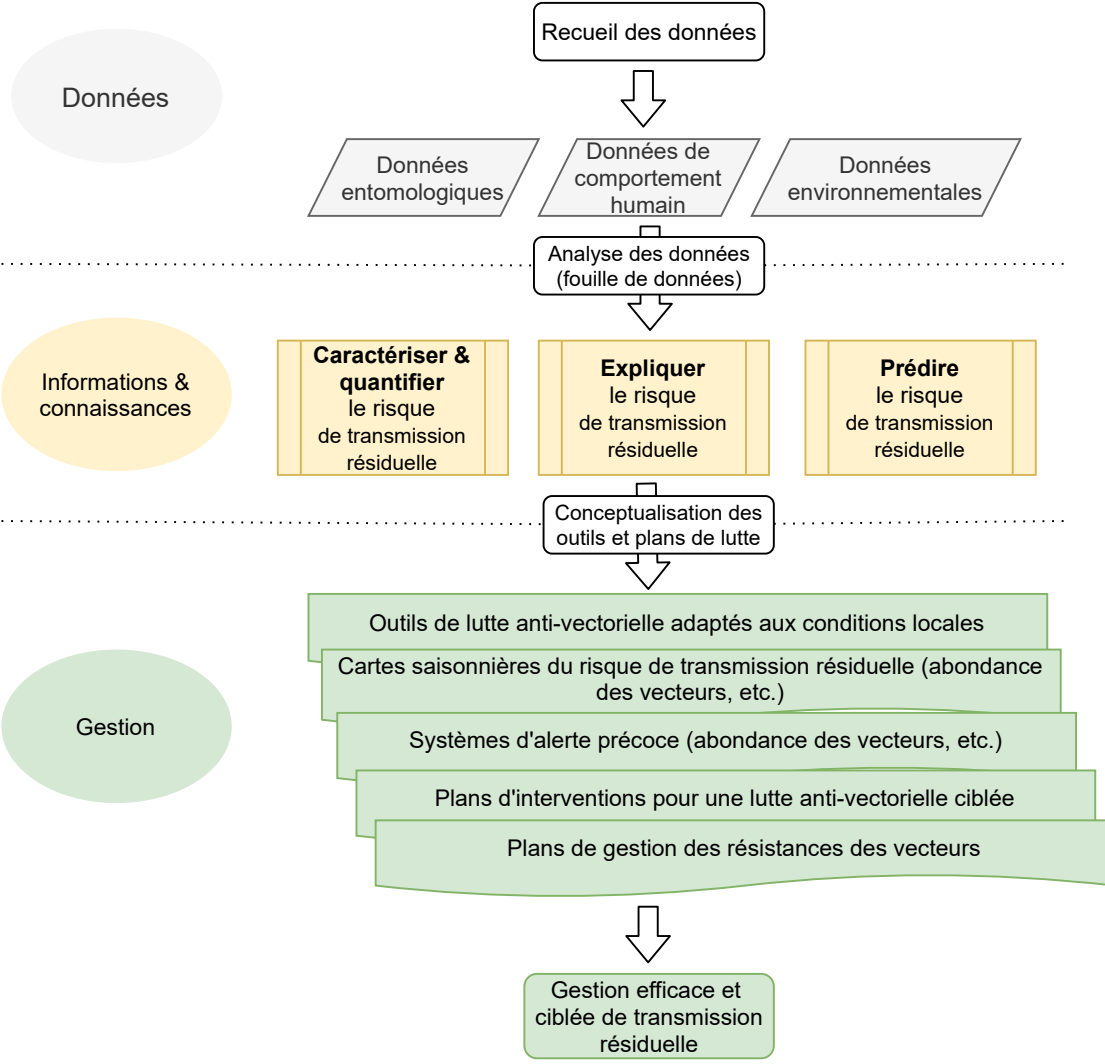 Recueil des données
Données
Données
entomologiques
Données de
comportement
humain
Données
environnementales
Analyse des données
(fouille de données)
Informations &
connaissances
Caractériser &
quantifier
le risque
de transmission
résiduelle
Expliquer
le risque
de transmission
résiduelle
Prédire
le risque
de transmission
résiduelle
Conceptualisation des
outils et plans de lutte
Gestion
Outils de lutte anti-vectorielle adaptés aux conditions locales
Cartes saisonnières du risque de transmission résiduelle (abondance
des vecteurs, etc.)
Systèmes d'alerte précoce (abondance des vecteurs, etc.)
Plans d'interventions pour une lutte anti-vectorielle ciblée
Plans de gestion des résistances des vecteurs
Gestion efficace et
ciblée de transmission
résiduelle